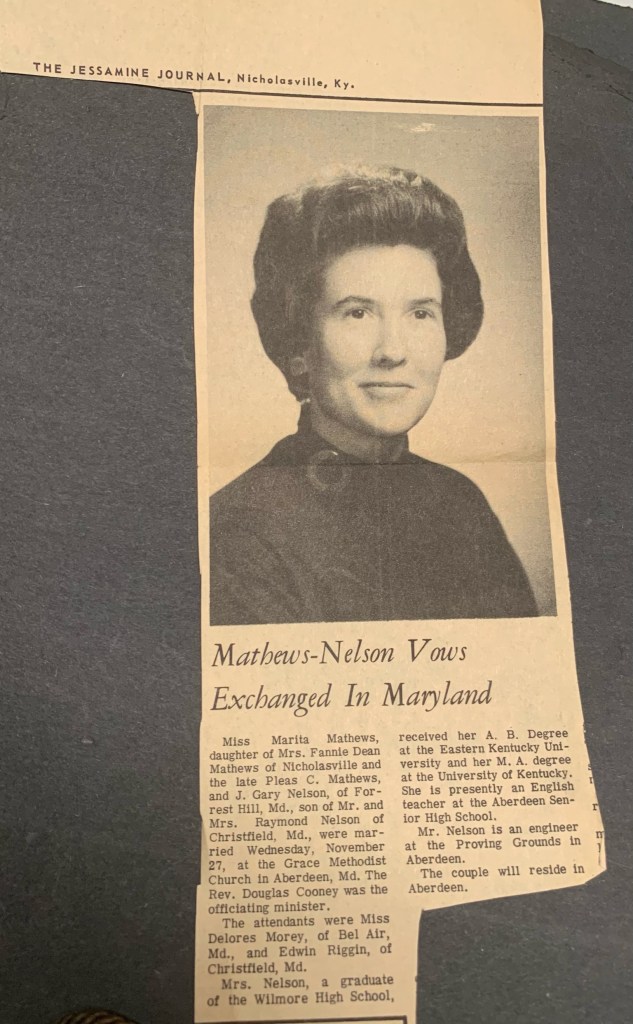 THE JESSAMINE JOURNAL, Nicholasville, Ky.
Mathews-Nelson Vows
Exchanged In Maryland
Miss Marita Mathews,
daughter of Mrs. Fannie Dean
Mathews of Nicholasville and
the late Pleas C. Mathews,
and J. Gary Nelson, of For-
rest Hill, Md., son of Mr. and
Mrs. Raymond Nelson of
Christfield, Md., were mar-
ried Wednesday, November
27, at the Grace Methodist
Church in Aberdeen, Md. The
Rev. Douglas Cooney was the
officiating minister.
The attendants were Miss
Delores Morey, of Bel Air,
Md., and Edwin Riggin, of
Christfield, Md.
Mrs. Nelson, a graduate
of the Wilmore High School,
received her A. B. Degree
at the Eastern Kentucky Uni-
versity and her M. A. degree
at the University of Kentucky.
She is presently an English
teacher at the Aberdeen Sen-
ior High School.
Mr. Nelson is an engineer
at the Proving Grounds in
Aberdeen.
The couple will reside in
Aberdeen.